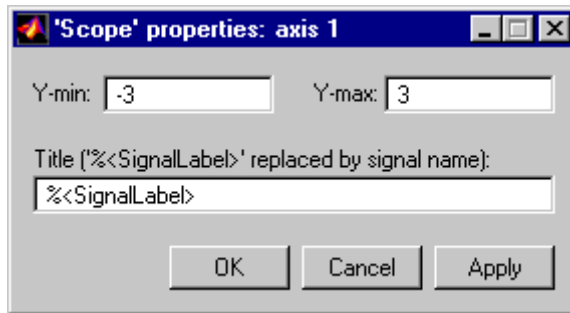 'Scope' properties: axis 1
Y-min: -3 Y-max: 3
Title ('%<SignalLabel>' replaced by signal name):
%<SignalLabel>
OK Cancel Apply